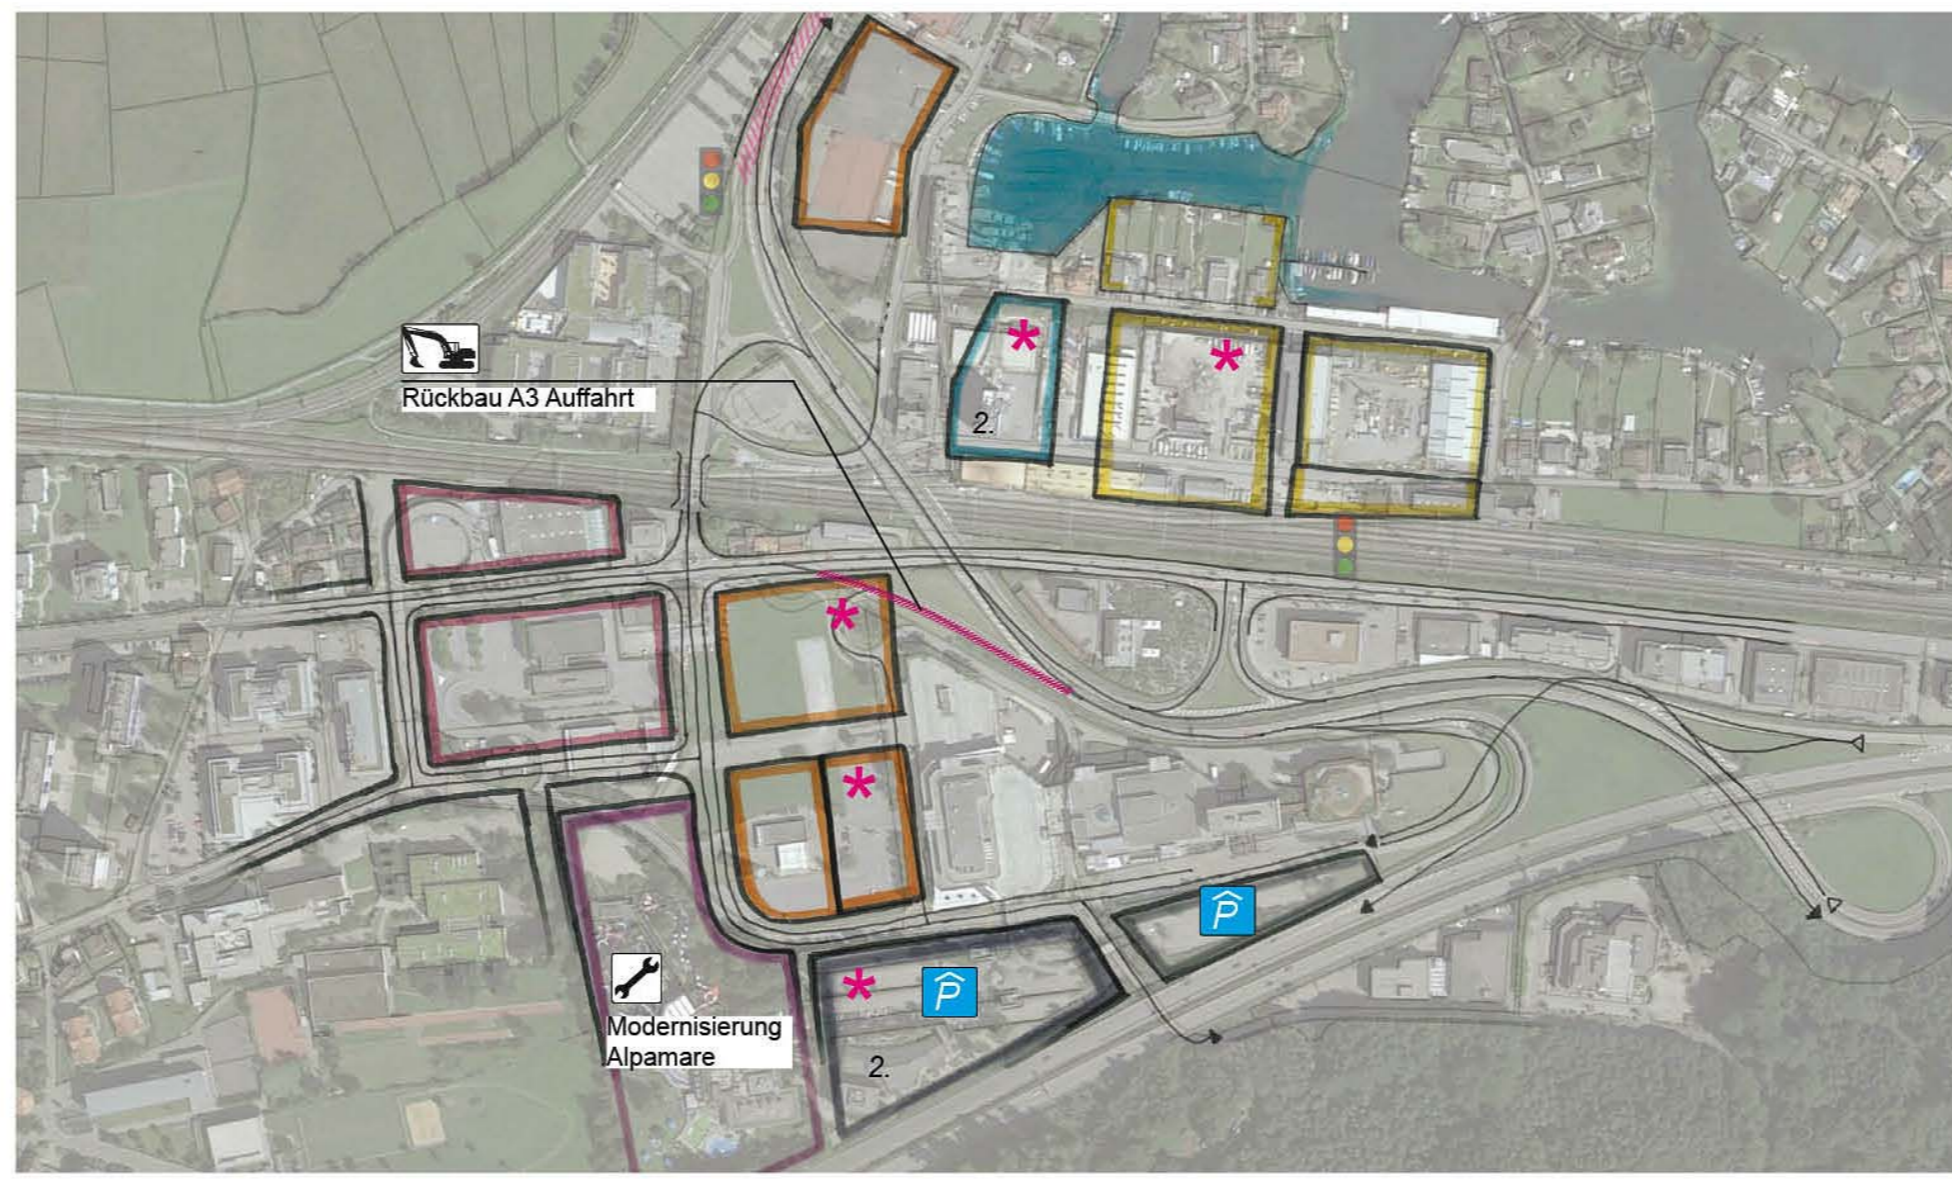 Rückbau A3 Auffahrt
2.
P
P
Modernisierung
Alpamare
2.